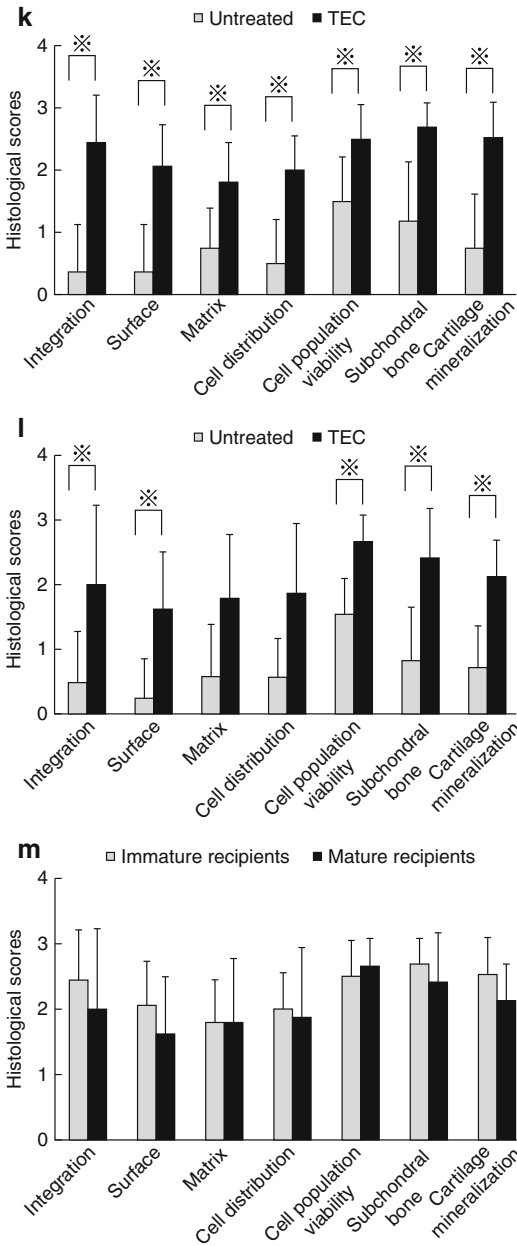 k
Untreated TEC
Histological scores
4
3
2
1
0
※ ※ ※ ※ ※ ※ ※
Integration
Surface
Matrix
Cell distribution
Cell population
viability
Subchondral
bone
Cartilage
mineralization
l
Untreated TEC
Histological scores
4
3
2
1
0
※ ※ ※ ※ ※
Integration
Surface
Matrix
Cell distribution
Cell population
viability
Subchondral
bone
Cartilage
mineralization
m
Immature recipients Mature recipients
Histological scores
4
3
2
1
0
Integration
Surface
Matrix
Cell distribution
Cell population
viability
Subchondral
bone
Cartilage
mineralization